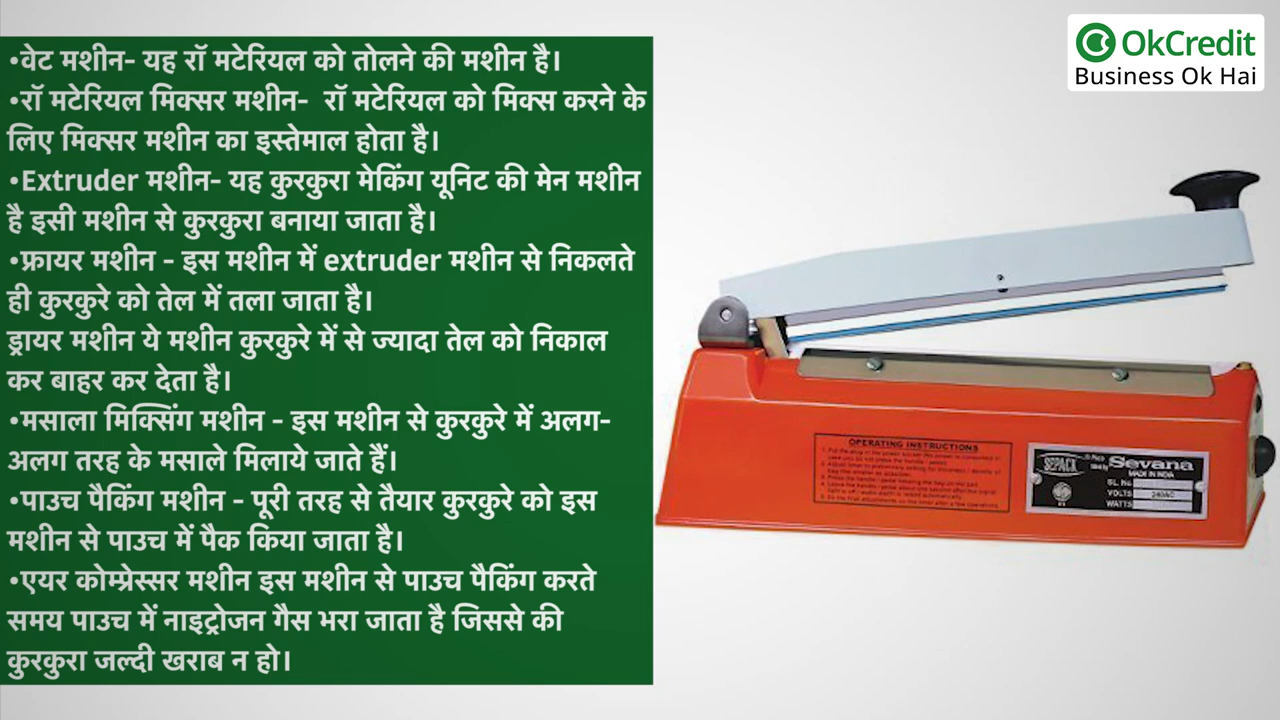 •वेट मशीन- यह रॉ मटेरियल को तोलने की मशीन है।
•रॉ मटेरियल मिक्सर मशीन- रॉ मटेरियल को मिक्स करने के
लिए मिक्सर मशीन का इस्तेमाल होता है।
•Extruder मशीन- यह कुरकुरा मेकिंग यूनिट की मेन मशीन
है इसी मशीन से कुरकुरा बनाया जाता है।
•फ्रायर मशीन - इस मशीन में extruder मशीन से निकलते
ही कुरकुरे को तेल में तला जाता है।
ड्रायर मशीन ये मशीन कुरकुरे में से ज्यादा तेल को निकाल
कर बाहर कर देता है।
•मसाला मिक्सिंग मशीन - इस मशीन से कुरकुरे में अलग-
अलग तरह के मसाले मिलाये जाते हैं।
•पाउच पैकिंग मशीन - पूरी तरह से तैयार कुरकुरे को इस
मशीन से पाउच में पैक किया जाता है।
•एयर कोम्प्रेस्सर मशीन इस मशीन से पाउच पैकिंग करते
समय पाउच में नाइट्रोजन गैस भरा जाता है जिससे की
कुरकुरा जल्दी खराब न हो।
OkCredit
Business Ok Hai
OPERATING INSTRUCTIONS
SEPACK
Sevana
MADE IN INDIA
SL. No
VOLTS 240AC
WATTS